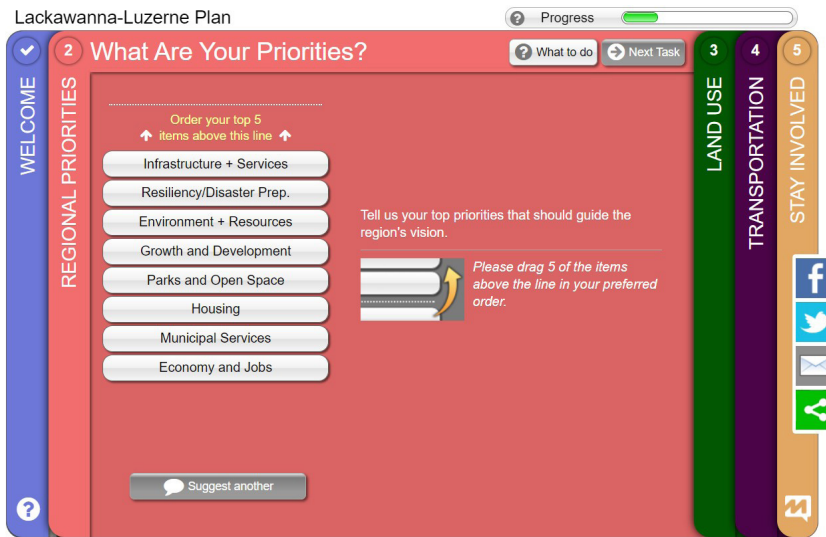 Lackawanna-Luzerne Plan
? Progress
WELCOME
?
2
REGIONAL PRIORITIES
What Are Your Priorities?
? What to do
Next Task
Order your top 5
items above this line
Infrastructure + Services
Resiliency/Disaster Prep.
Environment + Resources
Growth and Development
Parks and Open Space
Housing
Municipal Services
Economy and Jobs
Suggest another
Tell us your top priorities that should guide the
region's vision.
Please drag 5 of the items
above the line in your preferred
order.
3
LAND USE
4
TRANSPORTATION
5
STAY INVOLVED
f